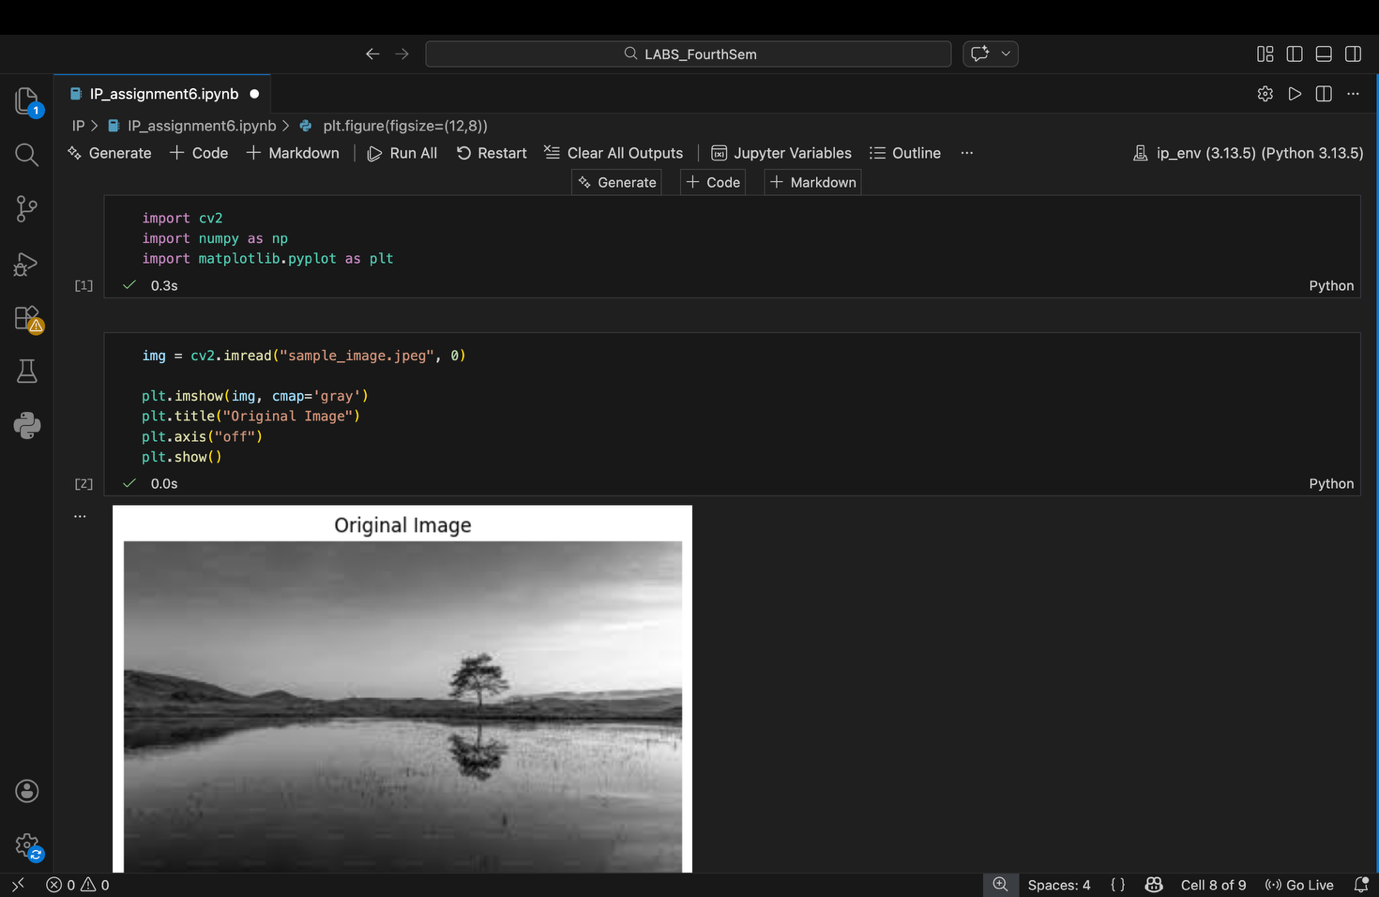 LABS_FourthSem
1
IP_assignment6.ipynb
IP > IP_assignment6.ipynb > plt.figure(figsize=(12,8))
Generate + Code + Markdown | Run All Restart Clear All Outputs | Jupyter Variables Outline ... ip_env (3.13.5) (Python 3.13.5)
Generate + Code + Markdown
import cv2
import numpy as np
import matplotlib.pyplot as plt
[1] ✓ 0.3s Python
img = cv2.imread("sample_image.jpeg", 0)
plt.imshow(img, cmap='gray')
plt.title("Original Image")
plt.axis("off")
plt.show()
[2] ✓ 0.0s Python
...
Original Image
0 0 Spaces: 4 {} Cell 8 of 9 Go Live